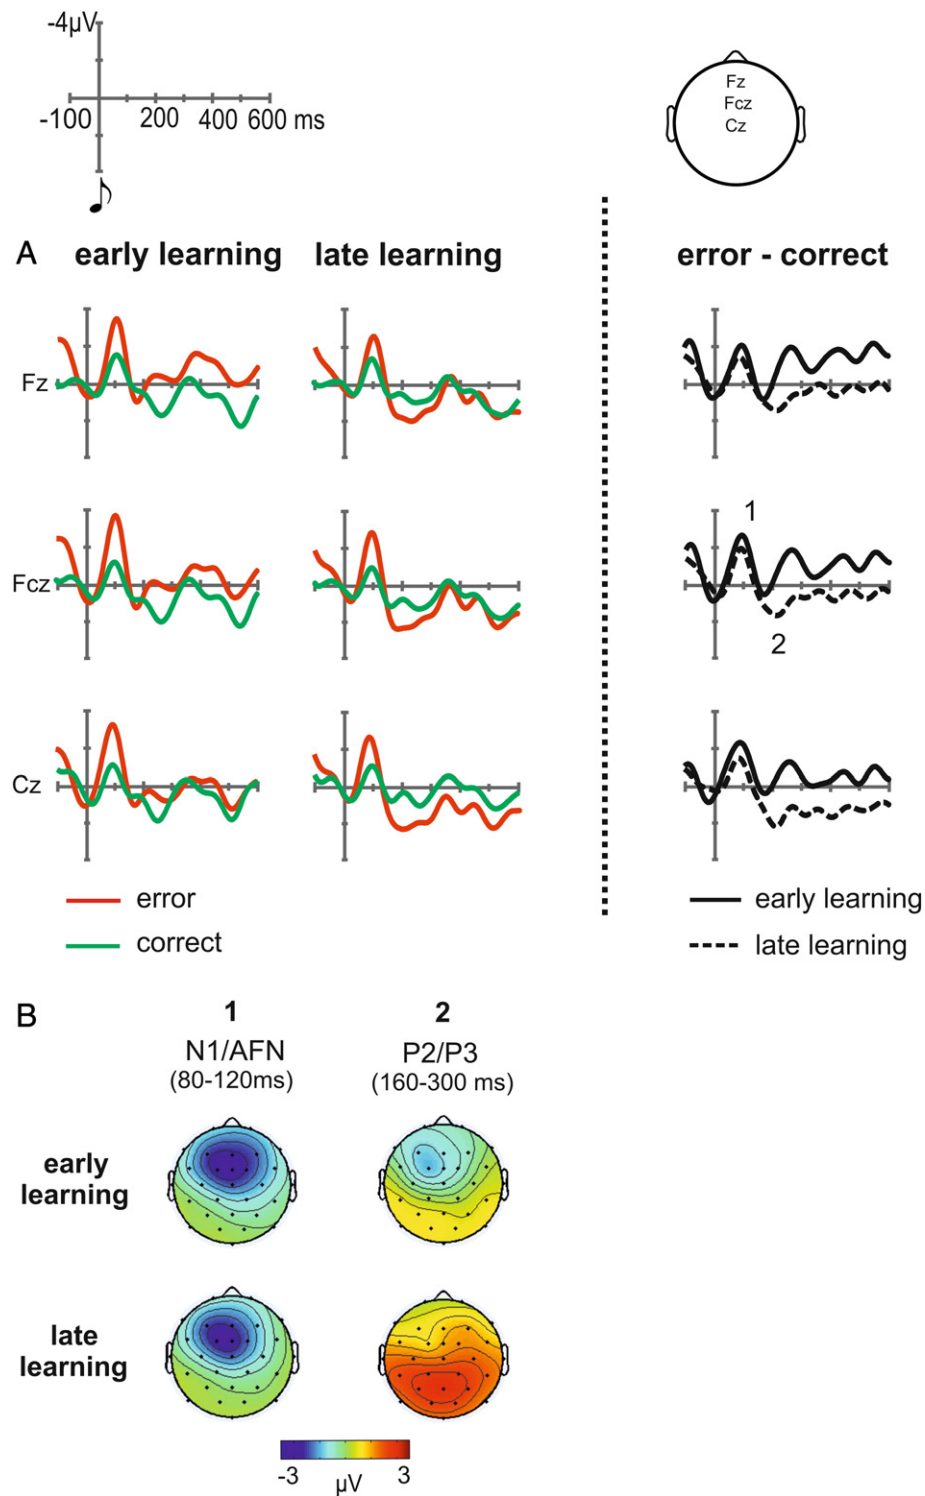 -4µV
-100 200 400 600 ms
Fz
Fcz
Cz
A early learning late learning error - correct
Fz
Fcz
1
2
Cz
error
correct
early learning
late learning
B 1 2
N1/AFN P2/P3
(80-120ms) (160-300 ms)
early
learning
late
learning
-3 µV 3